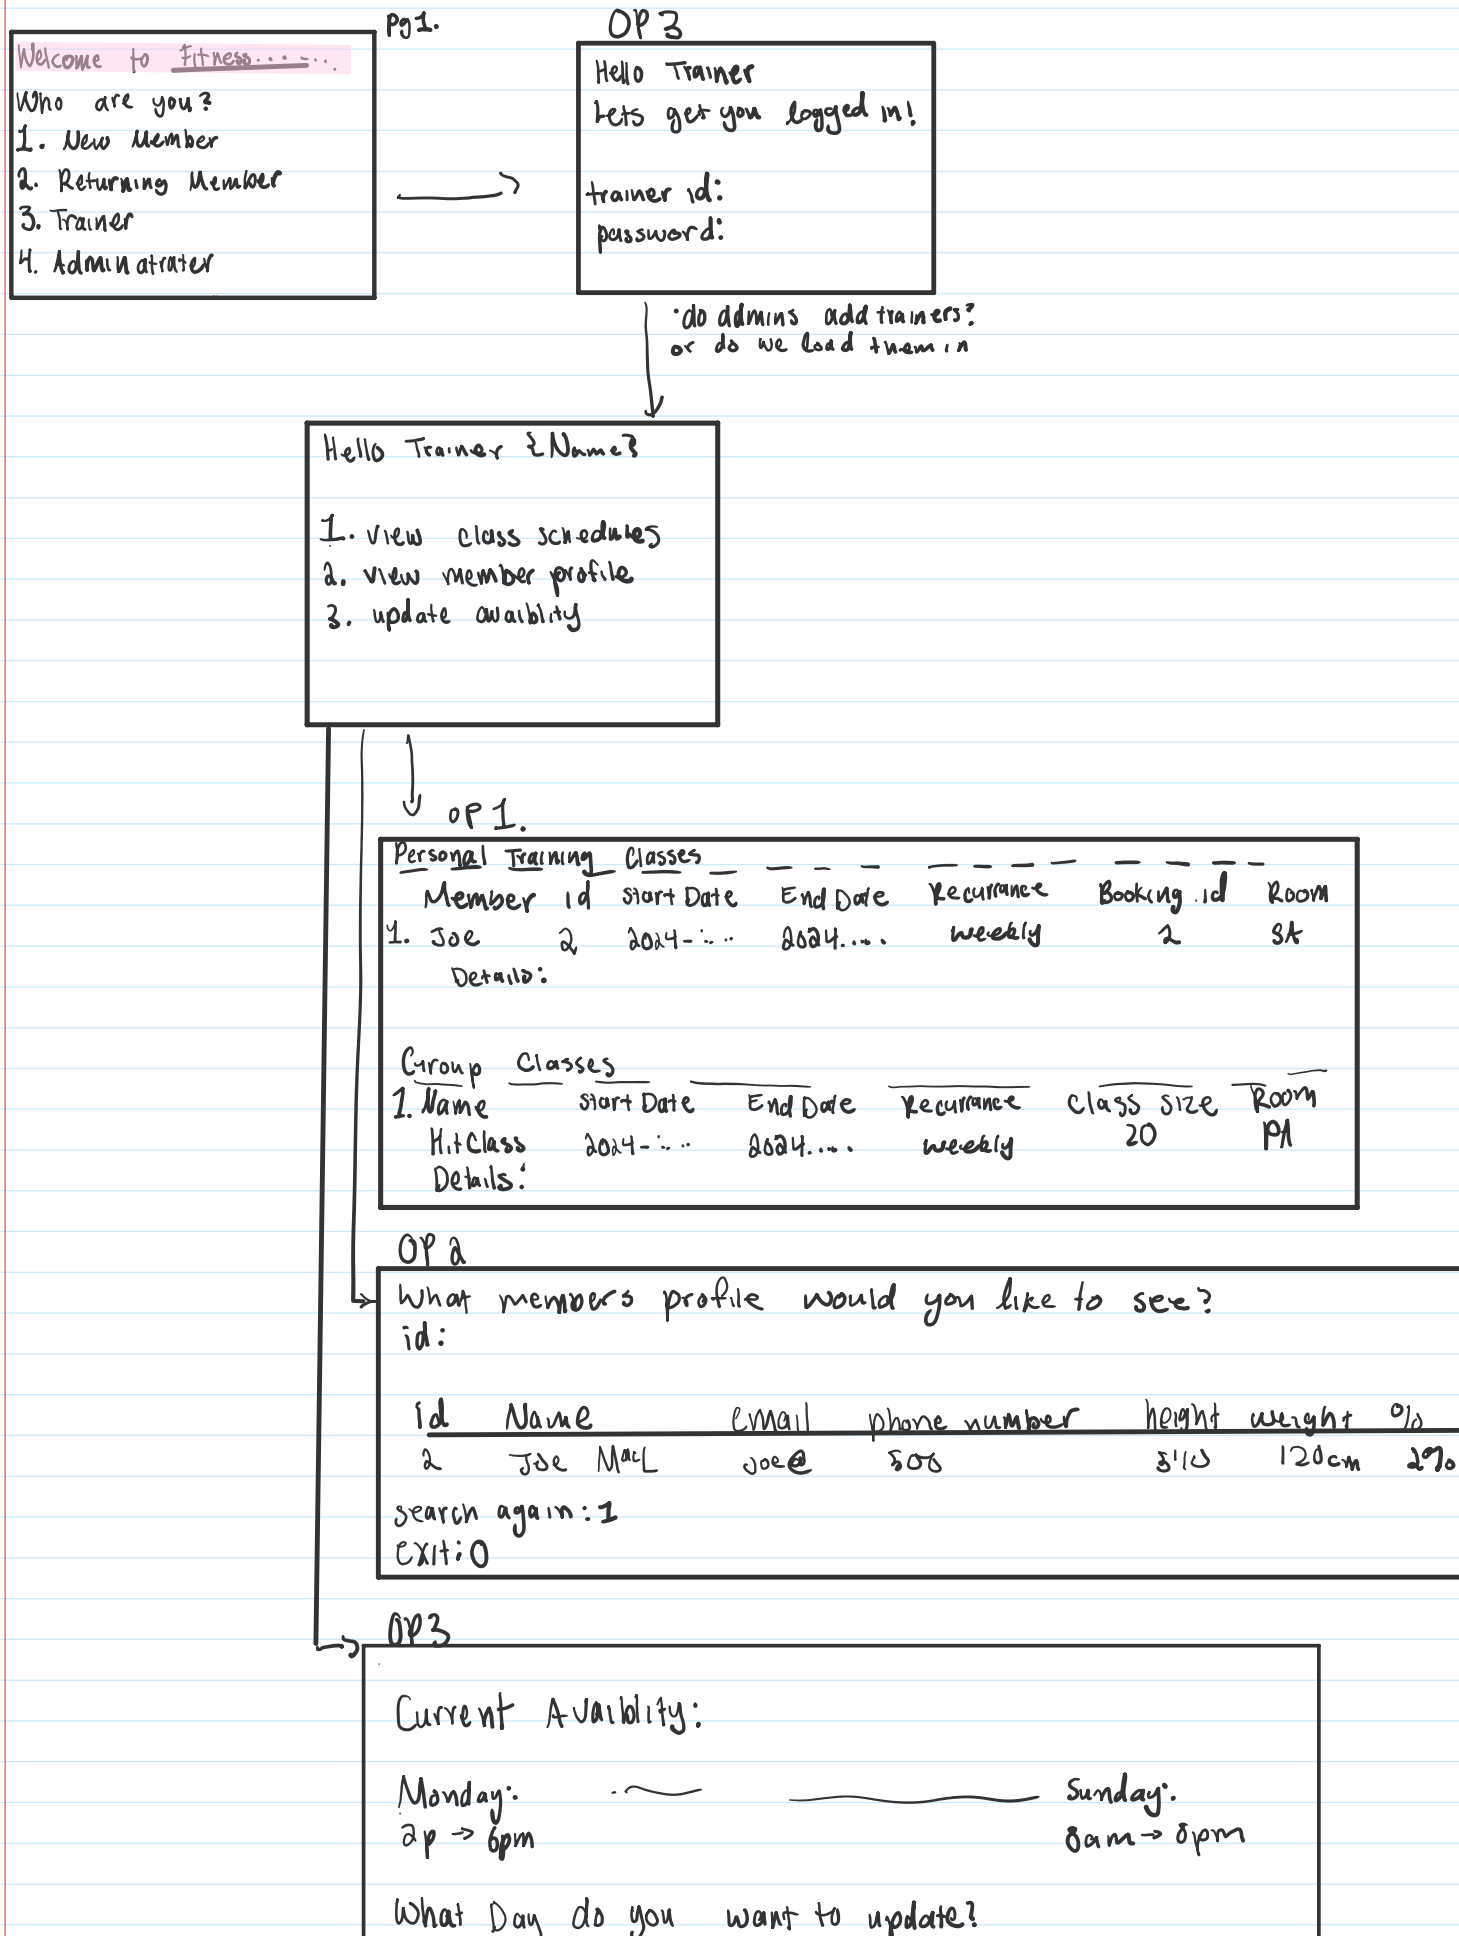 Pg1.
Welcome to Fitness.......
Who are you?
1. New Member
2. Returning Member
3. Trainer
4. Adminatrater
OP 3
Hello Trainer
Lets get you logged in!
trainer id:
password:
·do admins add trainers?
or do we load them in
Hello Trainer {Name}
1. view class schedules
2. view member profile
3. update avaiblity
OP 1.
Personal Training Classes
Member id Start Date End Date Recurrance Booking id Room
1. Joe 2 2024-.... 2024..... weekly 2 SA
Details:
Group Classes
1. Name Start Date End Date Recurrance Class Size Room
HitClass 2024-.... 2024..... weekly 20 PA
Details:
OP 2
What members profile would you like to see?
id:
id Name email phone number height weight %
2 Joe MacL Joe@ 500 5'10 120cm 2%
search again: 1
exit: 0
OP3
Current Avaiblity:
Monday: Sunday:
2p → 6pm 8am → 8pm
What Day do you want to update?